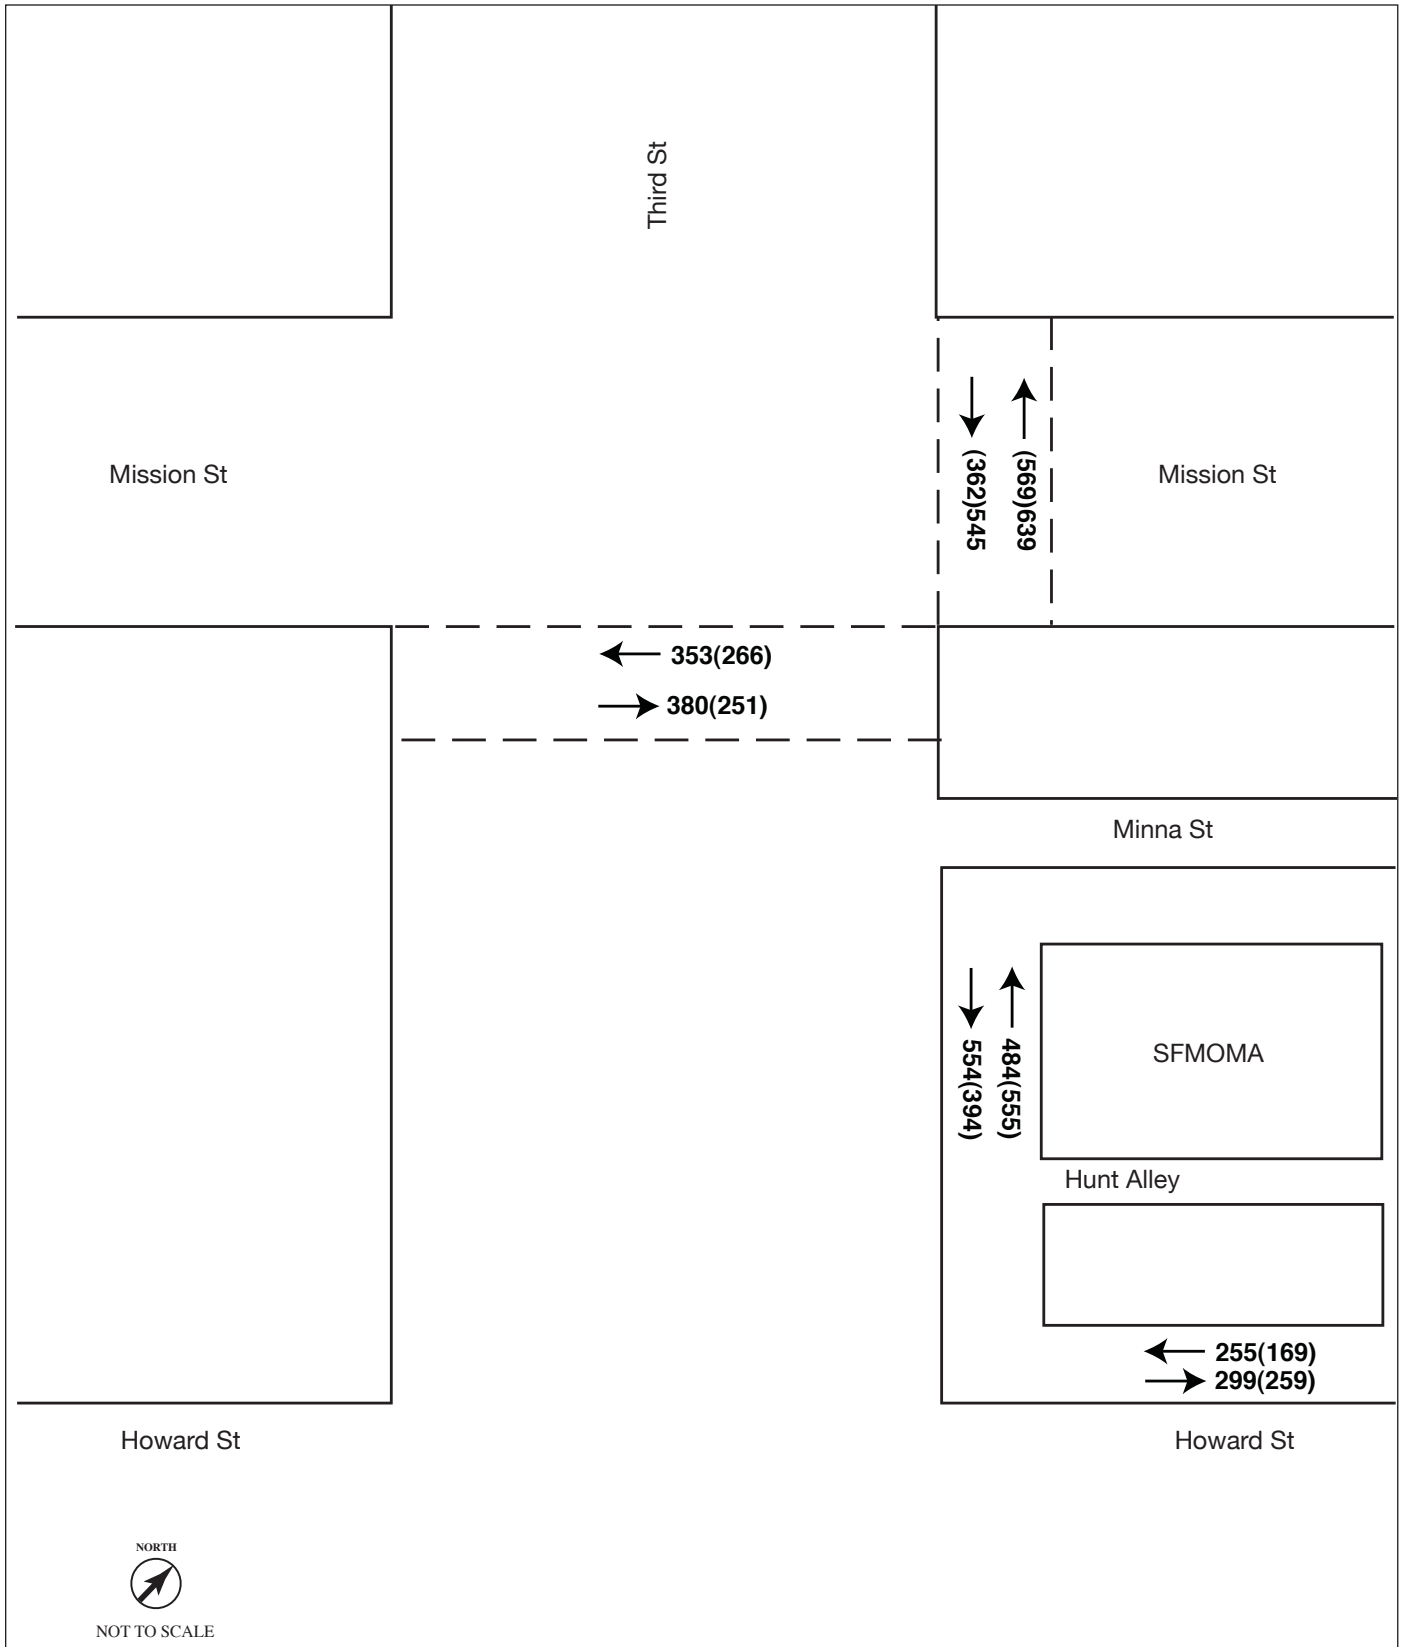 Third St
Mission St
(362)545
(569)639
Mission St
353(266)
380(251)
Minna St
554(394)
484(555)
SFMOMA
Hunt Alley
255(169)
299(259)
Howard St
Howard St
NORTH
NOT TO SCALE